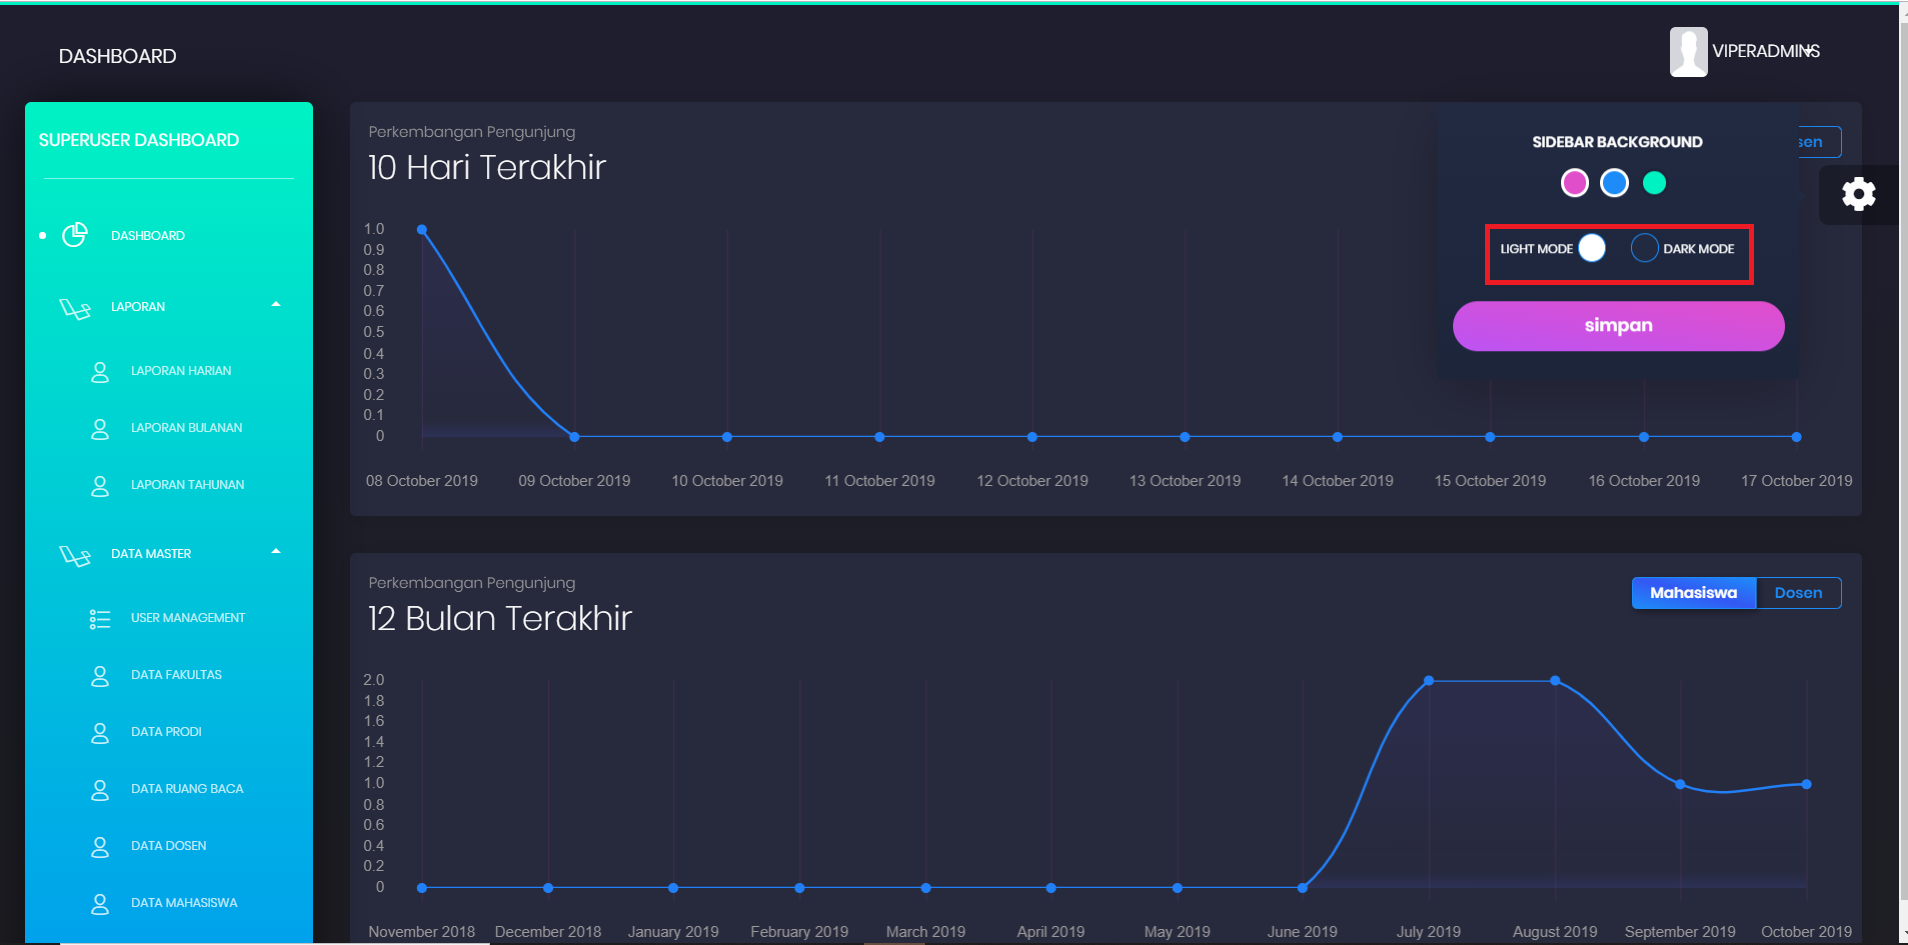 DASHBOARD
VIPERADMINS
SUPERUSER DASHBOARD
DASHBOARD
LAPORAN
LAPORAN HARIAN
LAPORAN BULANAN
LAPORAN TAHUNAN
DATA MASTER
USER MANAGEMENT
DATA FAKULTAS
DATA PRODI
DATA RUANG BACA
DATA DOSEN
DATA MAHASISWA
Perkembangan Pengunjung
10 Hari Terakhir
SIDEBAR BACKGROUND
LIGHT MODE DARK MODE
simpan
1.0
0.9
0.8
0.7
0.6
0.5
0.4
0.3
0.2
0.1
0
08 October 2019 09 October 2019 10 October 2019 11 October 2019 12 October 2019 13 October 2019 14 October 2019 15 October 2019 16 October 2019 17 October 2019
Perkembangan Pengunjung
12 Bulan Terakhir
Mahasiswa Dosen
2.0
1.8
1.6
1.4
1.2
1.0
0.8
0.6
0.4
0.2
0
November 2018 December 2018 January 2019 February 2019 March 2019 April 2019 May 2019 June 2019 July 2019 August 2019 September 2019 October 2019